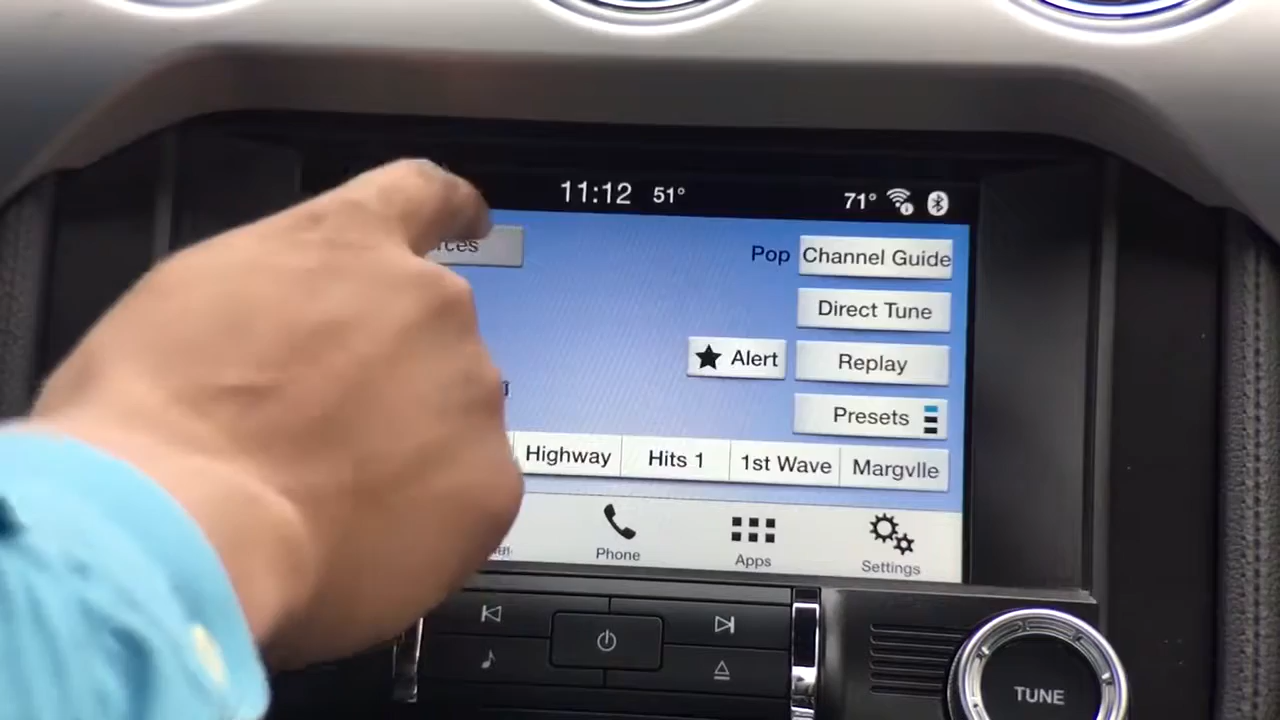 11:12 51° 71°
rces
Pop Channel Guide
Direct Tune
Alert Replay
Presets
Highway Hits 1 1st Wave Margvlle
Phone Apps Settings
TUNE